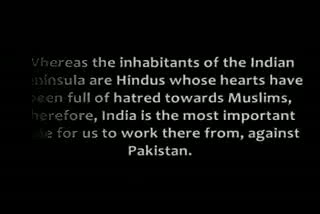 Whereas the inhabitants of the Indian
peninsula are Hindus whose hearts have
been full of hatred towards Muslims,
therefore, India is the most important
for us to work there from, against
Pakistan.